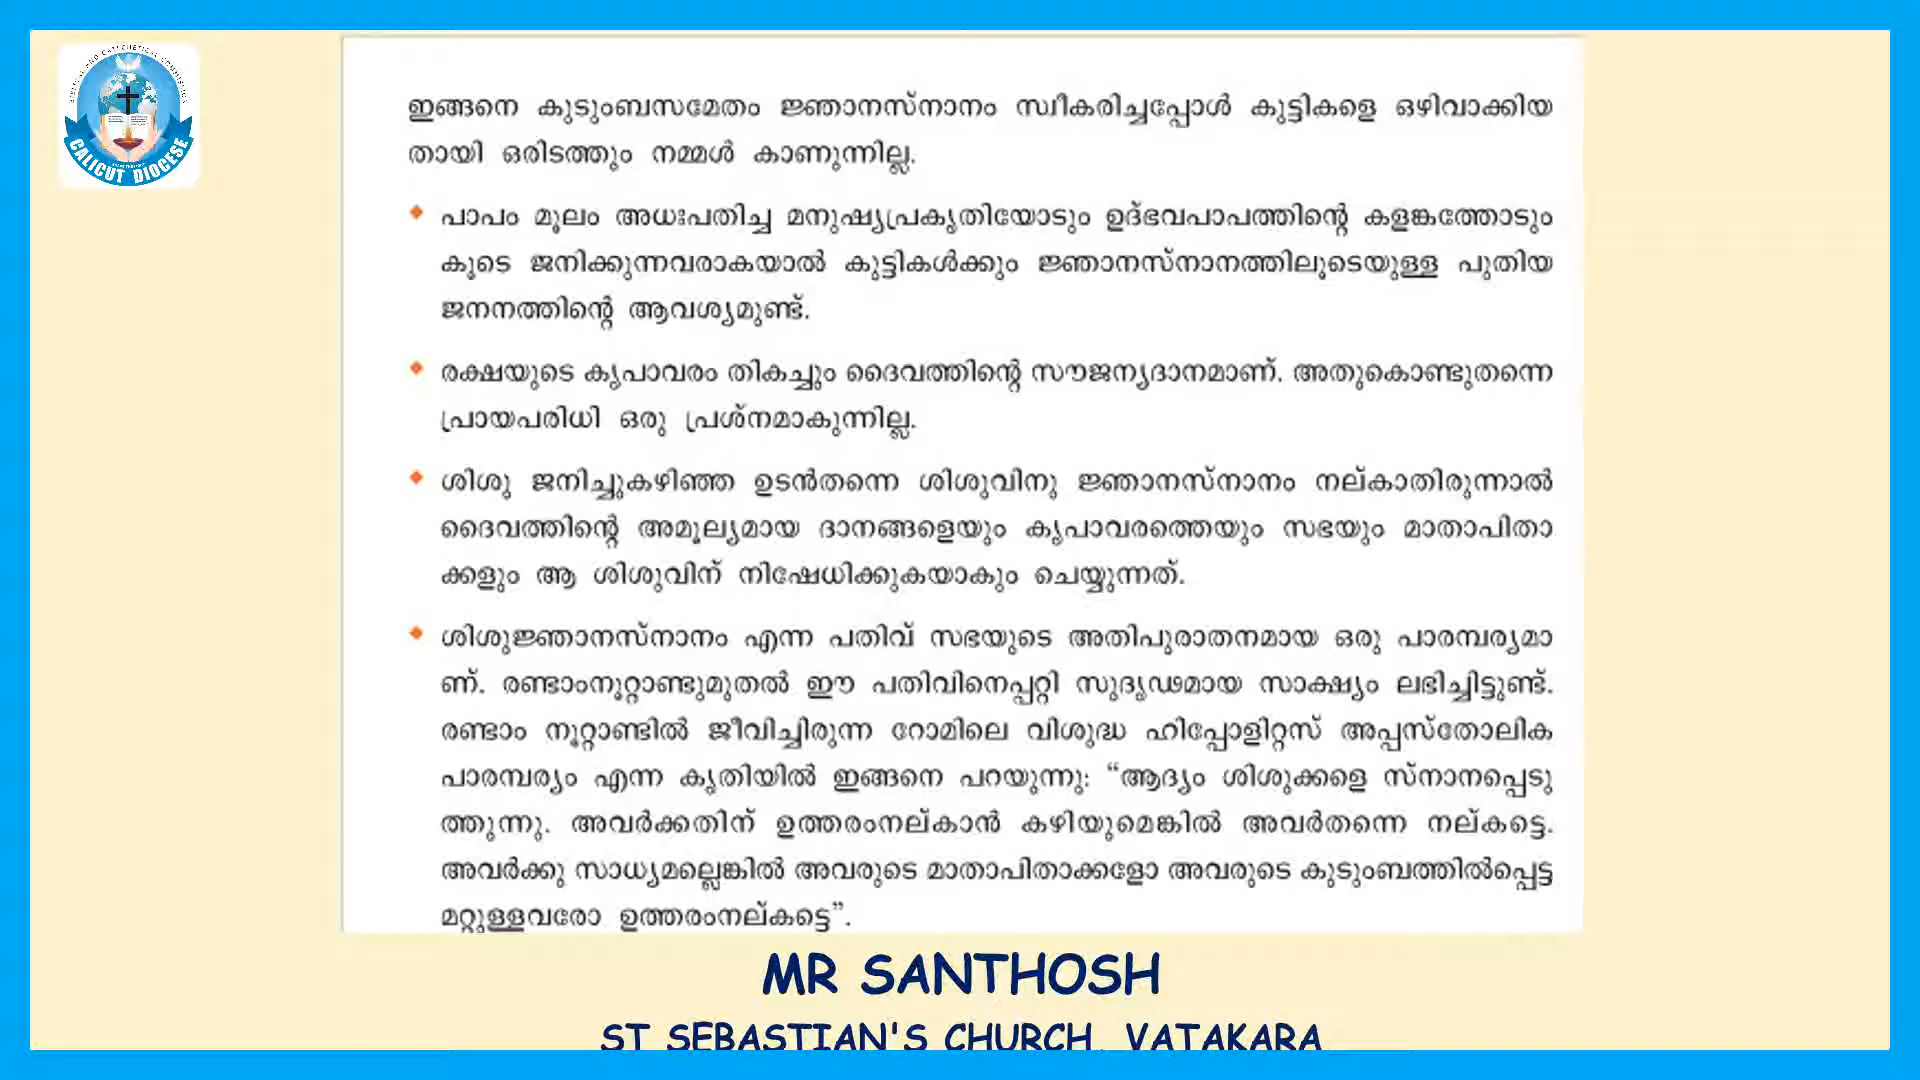 BIBLICAL AND CATECHETICAL COMMISSION
CALICUT DIOCESE
ഇങ്ങനെ കുടുംബസമേതം ജ്ഞാനസ്നാനം സ്വീകരിച്ചപ്പോൾ കുട്ടികളെ ഒഴിവാക്കിയ
തായി ഒരിടത്തും നമ്മൾ കാണുന്നില്ല.
പാപം മൂലം അധഃപതിച്ച മനുഷ്യപ്രകൃതിയോടും ഉദ്ഭവപാപത്തിന്റെ കളങ്കത്തോടും
കൂടെ ജനിക്കുന്നവരാകയാൽ കുട്ടികൾക്കും ജ്ഞാനസ്നാനത്തിലൂടെയുള്ള പുതിയ
ജനനത്തിന്റെ ആവശ്യമുണ്ട്.
രക്ഷയുടെ കൃപാവരം തികച്ചും ദൈവത്തിന്റെ സൗജന്യദാനമാണ്. അതുകൊണ്ടുതന്നെ
പ്രായപരിധി ഒരു പ്രശ്നമാകുന്നില്ല.
ശിശു ജനിച്ചുകഴിഞ്ഞ ഉടൻതന്നെ ശിശുവിനു ജ്ഞാനസ്നാനം നല്കാതിരുന്നാൽ
ദൈവത്തിന്റെ അമൂല്യമായ ദാനങ്ങളെയും കൃപാവരത്തെയും സഭയും മാതാപിതാ
ക്കളും ആ ശിശുവിന് നിഷേധിക്കുകയാകും ചെയ്യുന്നത്.
ശിശുജ്ഞാനസ്നാനം എന്ന പതിവ് സഭയുടെ അതിപുരാതനമായ ഒരു പാരമ്പര്യമാ
ണ്. രണ്ടാംനൂറ്റാണ്ടുമുതൽ ഈ പതിവിനെപ്പറ്റി സുദൃഢമായ സാക്ഷ്യം ലഭിച്ചിട്ടുണ്ട്.
രണ്ടാം നൂറ്റാണ്ടിൽ ജീവിച്ചിരുന്ന റോമിലെ വിശുദ്ധ ഹിപ്പോളിറ്റസ് അപ്പസ്തോലിക
പാരമ്പര്യം എന്ന കൃതിയിൽ ഇങ്ങനെ പറയുന്നു: “ആദ്യം ശിശുക്കളെ സ്നാനപ്പെടു
ത്തുന്നു. അവർക്കതിന് ഉത്തരംനല്കാൻ കഴിയുമെങ്കിൽ അവർതന്നെ നല്കട്ടെ.
അവർക്കു സാധ്യമല്ലെങ്കിൽ അവരുടെ മാതാപിതാക്കളോ അവരുടെ കുടുംബത്തിൽപ്പെട്ട
മറ്റുള്ളവരോ ഉത്തരംനല്കട്ടെ”.
MR SANTHOSH
ST SEBASTIAN'S CHURCH, VATAKARA